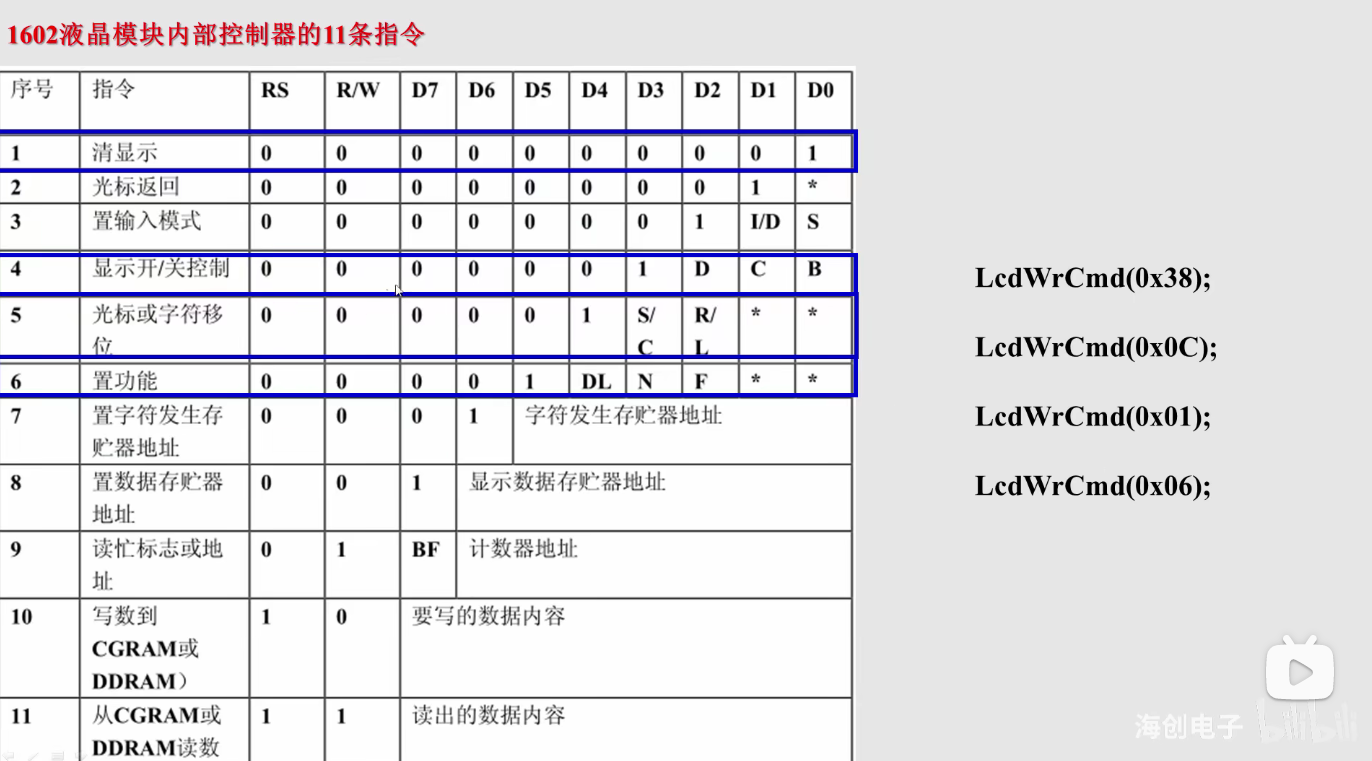 1602液晶模块内部控制器的11条指令
序号 指令 RS R/W D7 D6 D5 D4 D3 D2 D1 D0
1 清显示 0 0 0 0 0 0 0 0 0 1
2 光标返回 0 0 0 0 0 0 0 0 1 *
3 置输入模式 0 0 0 0 0 0 0 1 I/D S
4 显示开/关控制 0 0 0 0 0 0 1 D C B
5 光标或字符移 0 0 0 0 0 1 S/ R/ * *
位 C L
6 置功能 0 0 0 0 1 DL N F * *
7 置字符发生存 0 0 0 1 字符发生存贮器地址
贮器地址
8 置数据存贮器 0 0 1 显示数据存贮器地址
地址
9 读忙标志或地 0 1 BF 计数器地址
址
10 写数到 1 0 要写的数据内容
CGRAM或
DDRAM）
11 从CGRAM或 1 1 读出的数据内容
DDRAM读数
LcdWrCmd(0x38);
LcdWrCmd(0x0C);
LcdWrCmd(0x01);
LcdWrCmd(0x06);
海创电子 bilibili